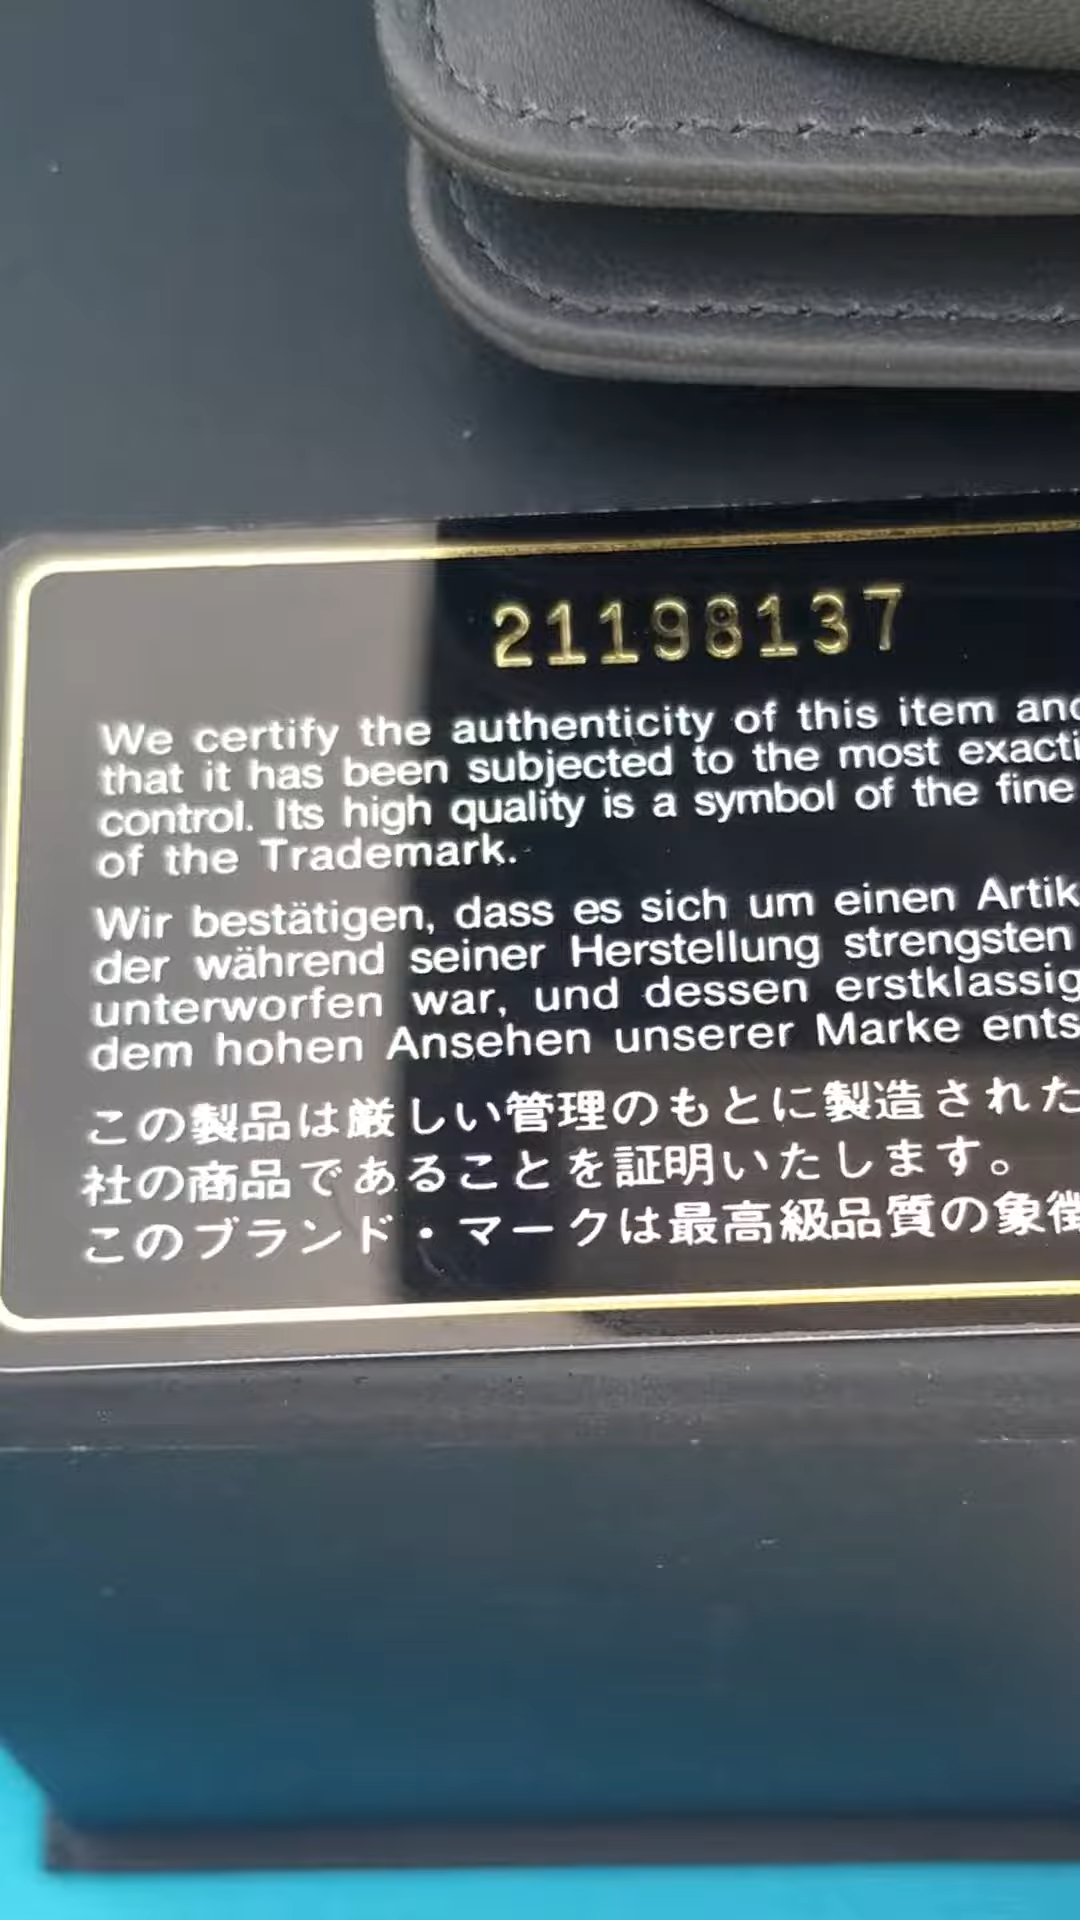 21198137
We certify the authenticity of this item and
that it has been subjected to the most
control. Its high quality is a symbol of the fine
of the Trademark.
Wir bestätigen, dass es sich um einen
der während seiner Herstellung strengsten
unterworfen war, und dessen
dem hohen Ansehen unserer Marke
この製品は厳しい管理のもとに製造された
社の商品であることを証明いたします。
このブランド・マークは最高級品質の象徴